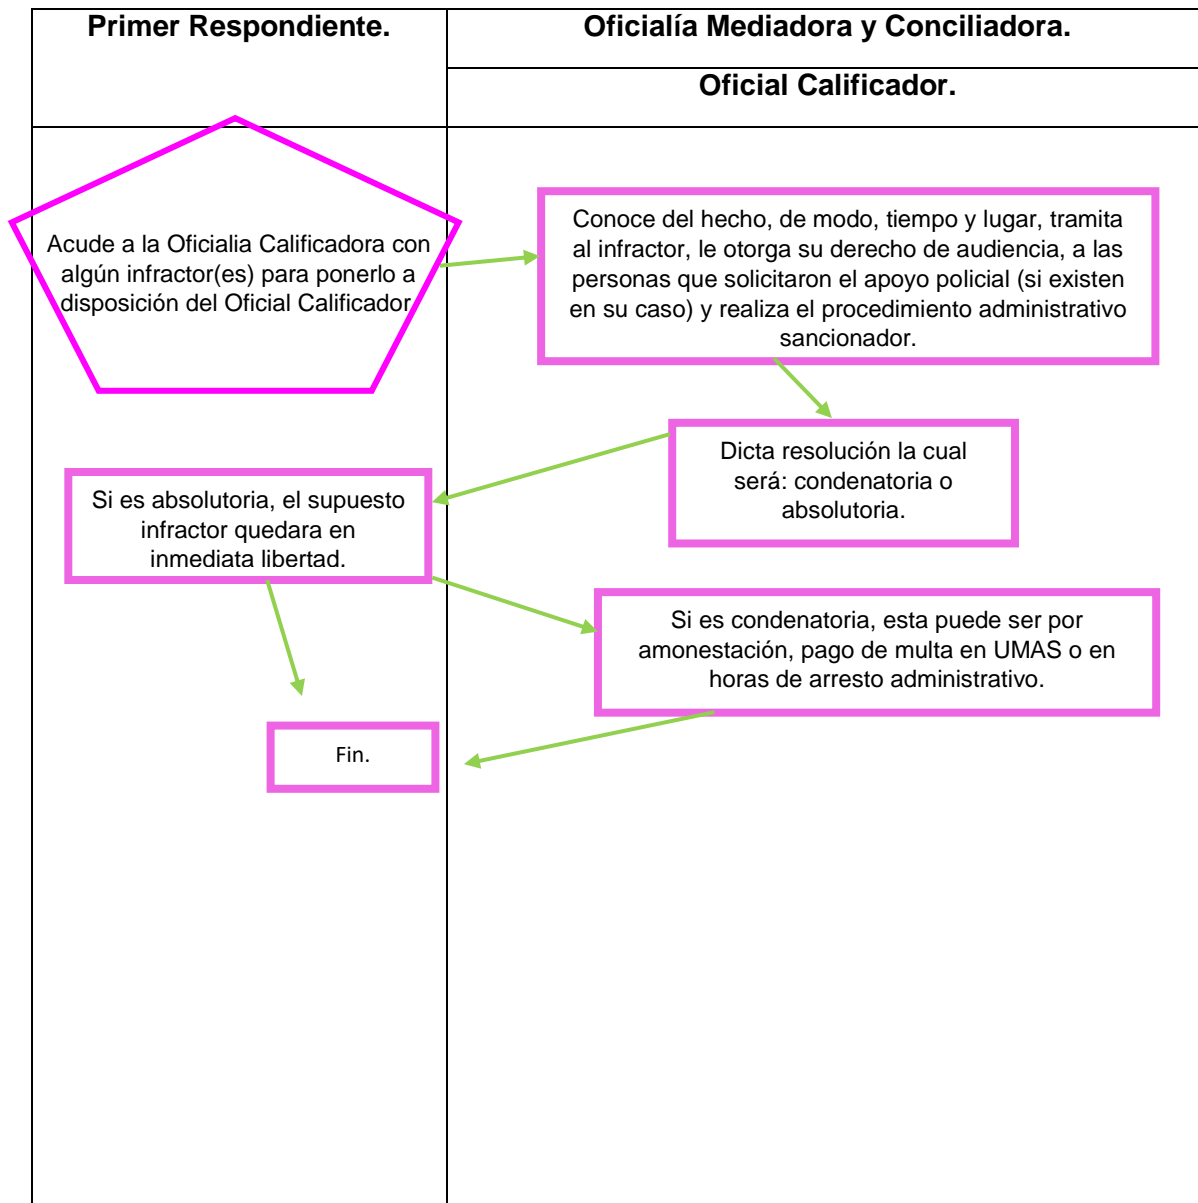 Primer Respondiente.
Oficialía Mediadora y Conciliadora.
Oficial Calificador.
Acude a la Oficialia Calificadora con
algún infractor(es) para ponerlo a
disposición del Oficial Calificador
Conoce del hecho, de modo, tiempo y lugar, tramita
al infractor, le otorga su derecho de audiencia, a las
personas que solicitaron el apoyo policial (si existen
en su caso) y realiza el procedimiento administrativo
sancionador.
Dicta resolución la cual
será: condenatoria o
absolutoria.
Si es absolutoria, el supuesto
infractor quedara en
inmediata libertad.
Si es condenatoria, esta puede ser por
amonestación, pago de multa en UMAS o en
horas de arresto administrativo.
Fin.